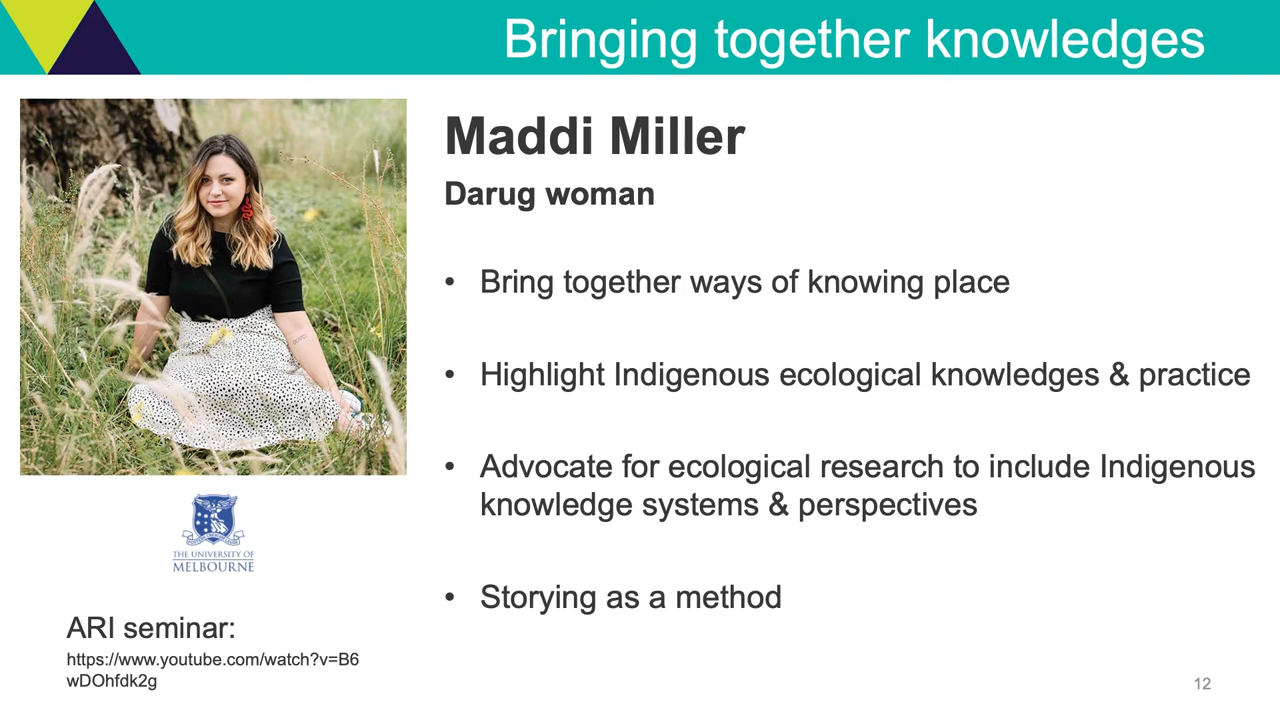 Bringing together knowledges
Maddi Miller
Darug woman
• Bring together ways of knowing place
• Highlight Indigenous ecological knowledges & practice
• Advocate for ecological research to include Indigenous
knowledge systems & perspectives
• Storying as a method
THE UNIVERSITY OF
MELBOURNE
ARI seminar:
https://www.youtube.com/watch?v=B6
wDOhfdk2g
12